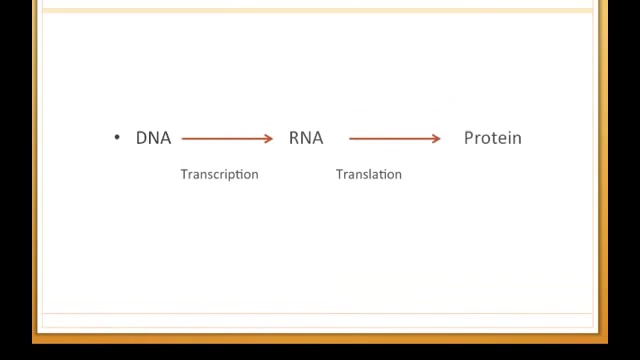 • DNA → RNA → Protein
Transcription Translation